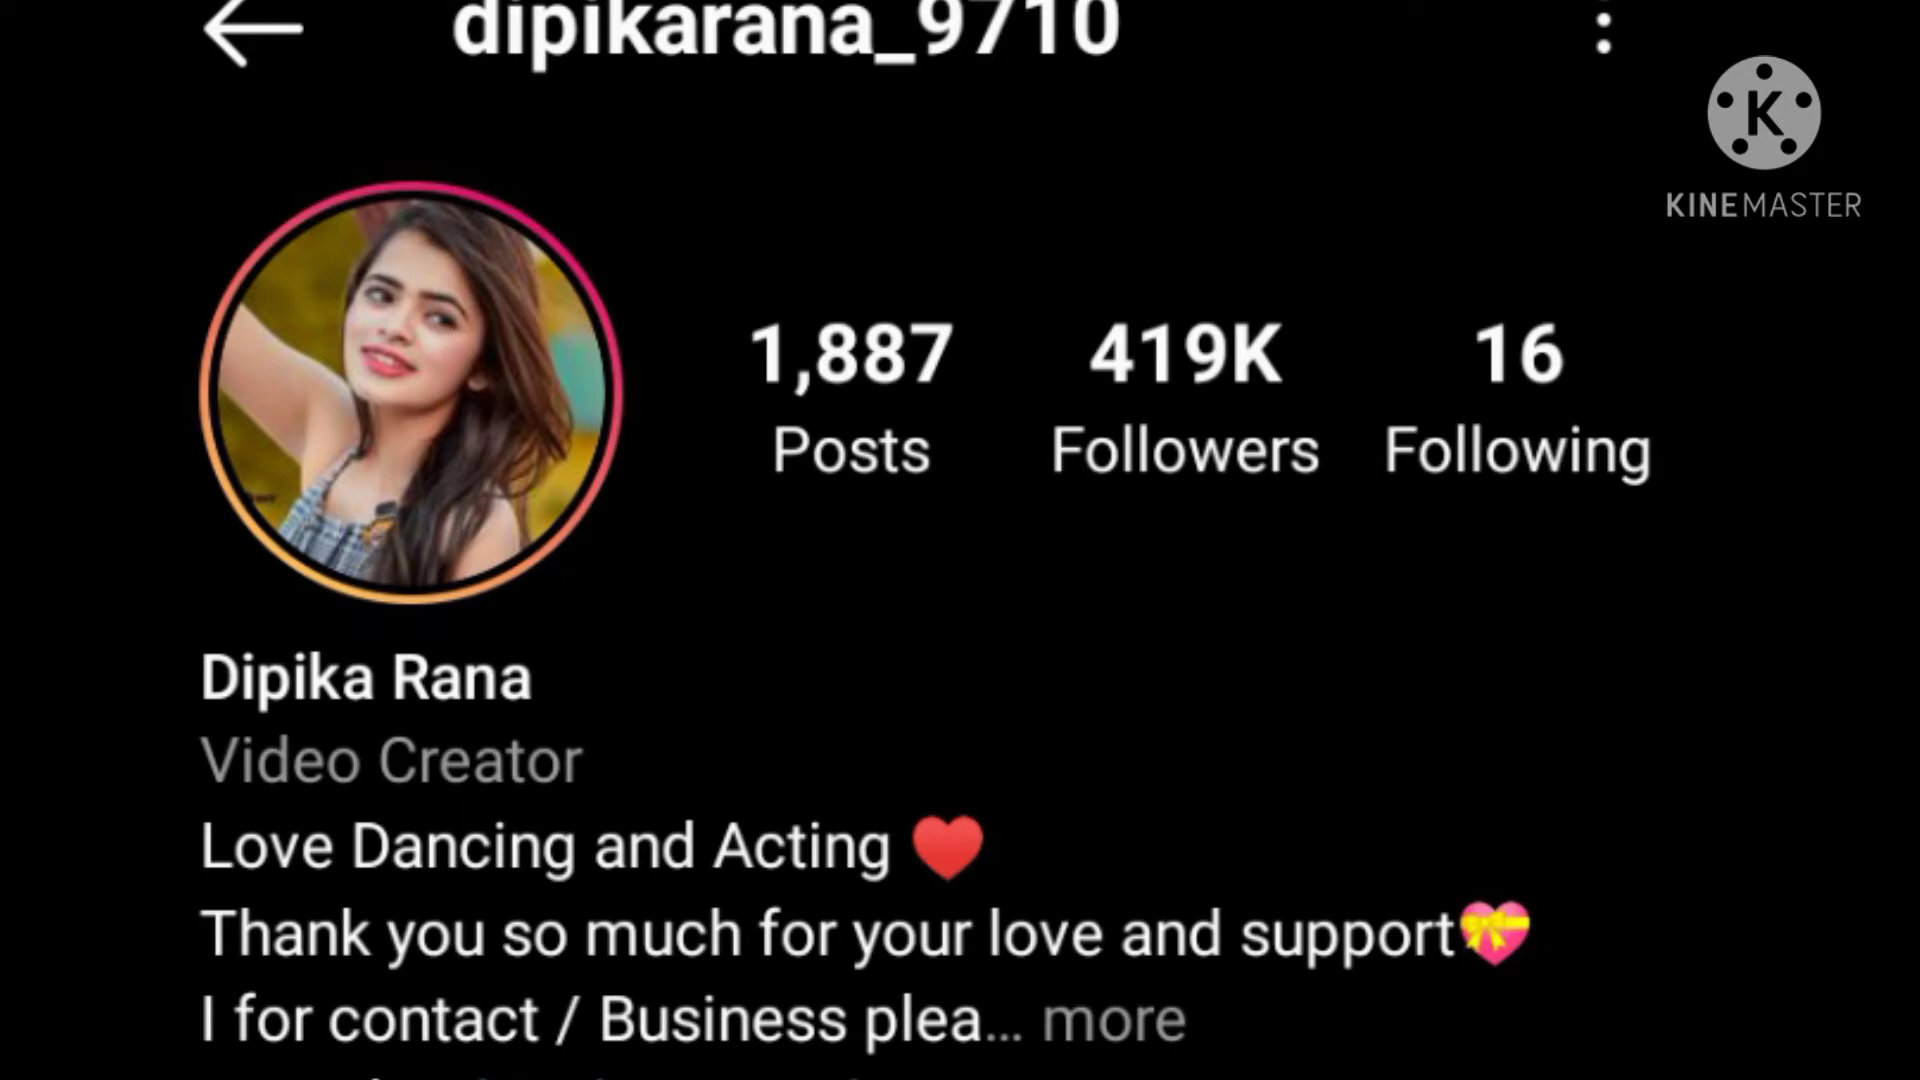 dipikarana_9710
KINEMASTER
1,887 419K 16
Posts Followers Following
Dipika Rana
Video Creator
Love Dancing and Acting ❤️
Thank you so much for your love and support💝
I for contact / Business plea... more